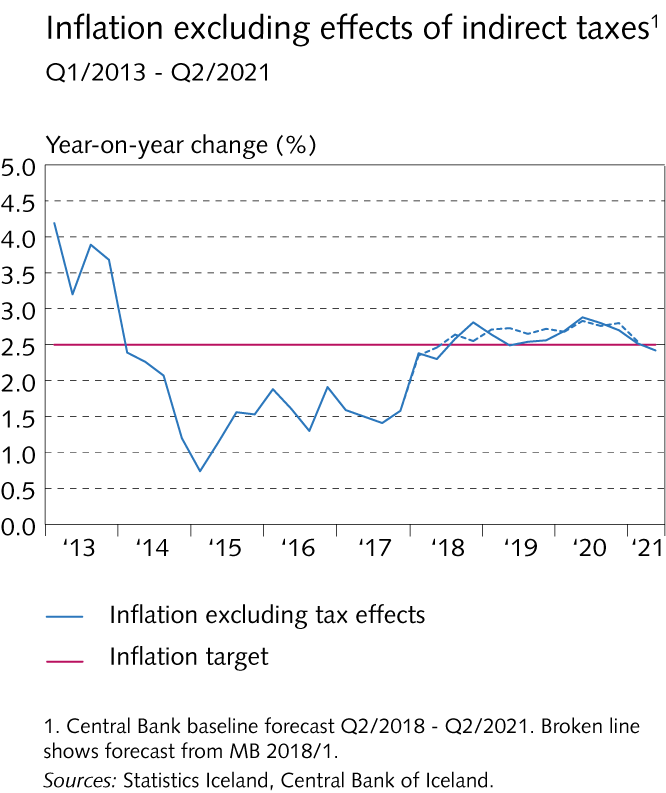 Inflation excluding effects of indirect taxes¹
Q1/2013 - Q2/2021
Year-on-year change (%)
5.0
4.5
4.0
3.5
3.0
2.5
2.0
1.5
1.0
0.5
0.0
‘13 ‘14 ‘15 ‘16 ‘17 ‘18 ‘19 ‘20 ‘21
Inflation excluding tax effects
Inflation target
1. Central Bank baseline forecast Q2/2018 - Q2/2021. Broken line
shows forecast from MB 2018/1.
Sources: Statistics Iceland, Central Bank of Iceland.